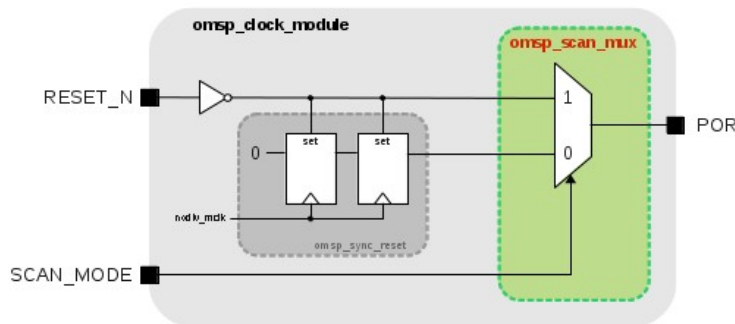 omsp_clock_module
omsp_scan_mux
RESET_N
1
POR
set
set
0
0
nodiv_mclk
omsp_sync_reset
SCAN_MODE